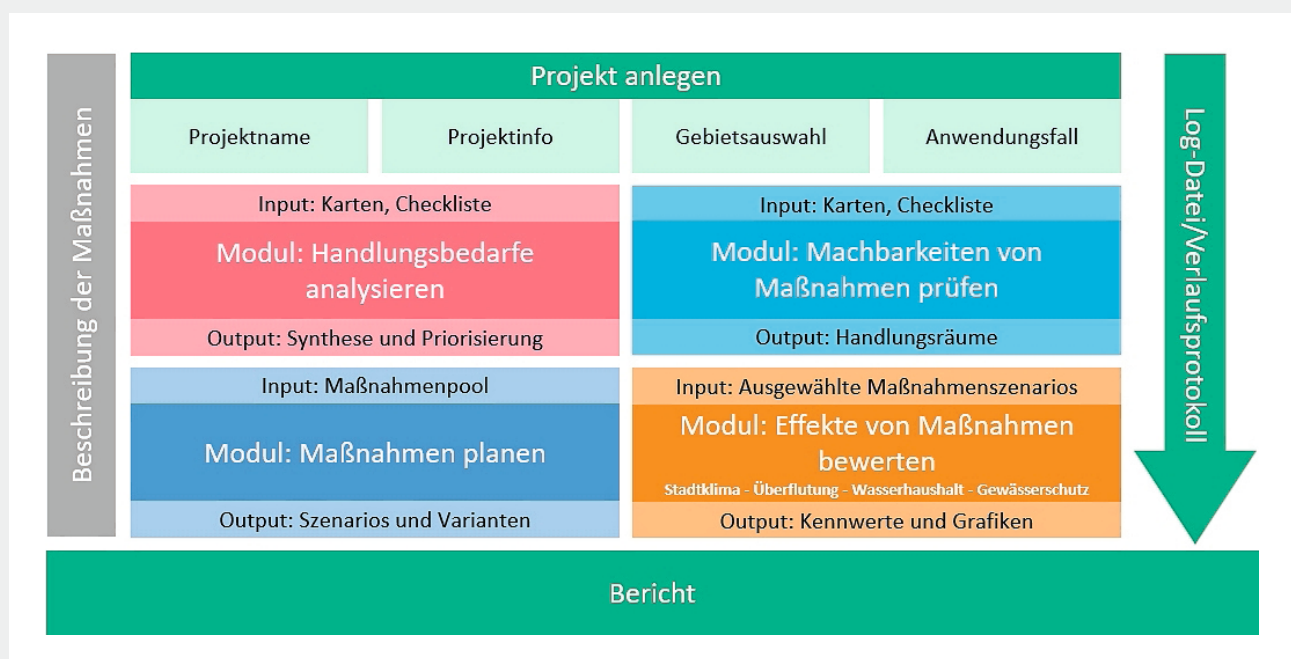 Beschreibung der Maßnahmen
Projekt anlegen
Projektname
Projektinfo
Gebietsauswahl
Anwendungsfall
Input: Karten, Checkliste
Modul: Handlungsbedarfe
analysieren
Output: Synthese und Priorisierung
Input: Karten, Checkliste
Modul: Machbarkeiten von
Maßnahmen prüfen
Output: Handlungsräume
Input: Maßnahmenpool
Modul: Maßnahmen planen
Output: Szenarios und Varianten
Input: Ausgewählte Maßnahmenszenarios
Modul: Effekte von Maßnahmen
bewerten
Stadtklima - Überflutung - Wasserhaushalt - Gewässerschutz
Output: Kennwerte und Grafiken
Log-Datei/Verlaufsprotokoll
Bericht